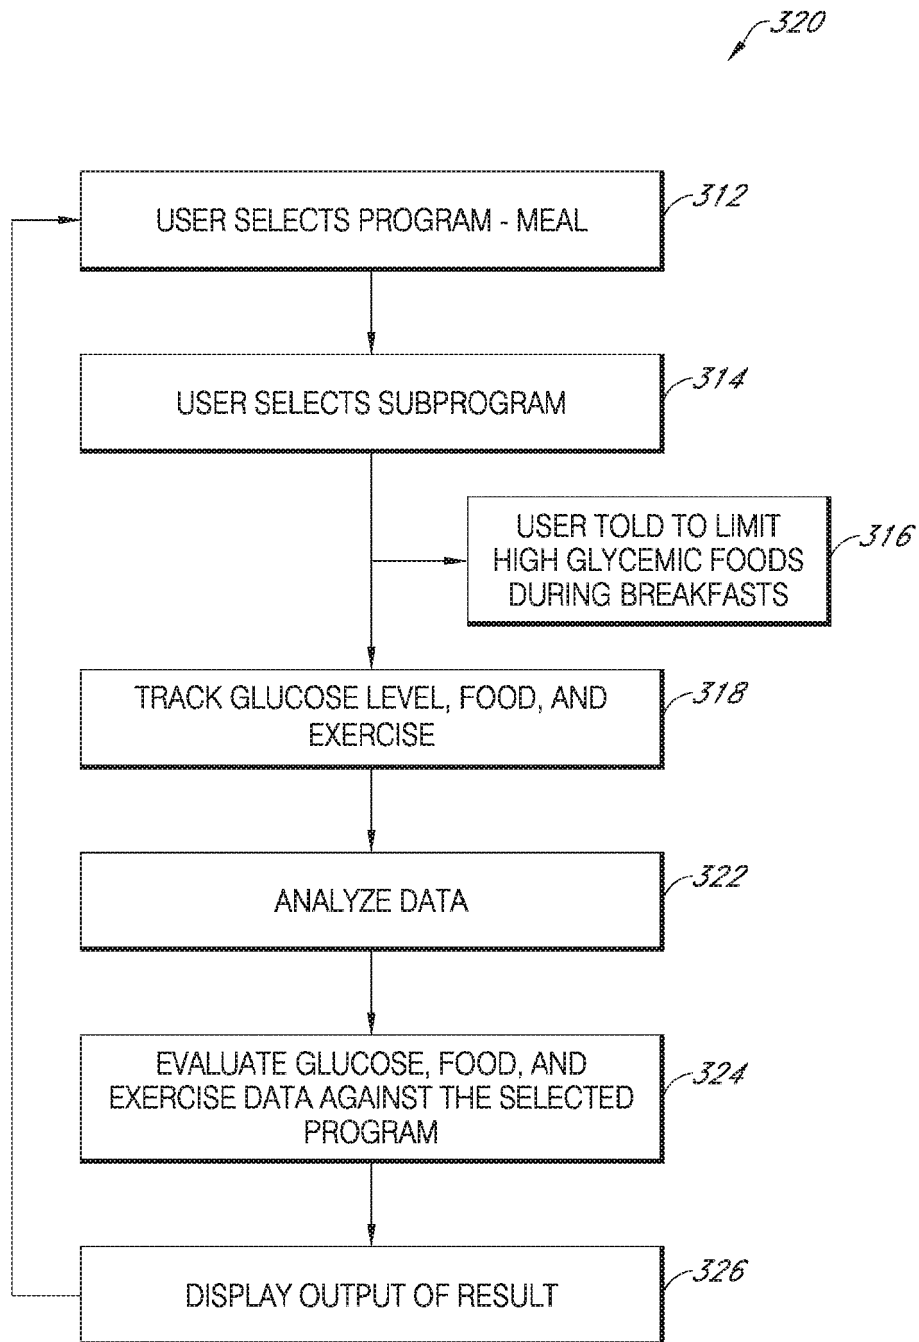 320
USER SELECTS PROGRAM - MEAL
312
USER SELECTS SUBPROGRAM
314
USER TOLD TO LIMIT
HIGH GLYCEMIC FOODS
DURING BREAKFASTS
316
TRACK GLUCOSE LEVEL, FOOD, AND
EXERCISE
318
ANALYZE DATA
322
EVALUATE GLUCOSE, FOOD, AND
EXERCISE DATA AGAINST THE SELECTED
PROGRAM
324
DISPLAY OUTPUT OF RESULT
326